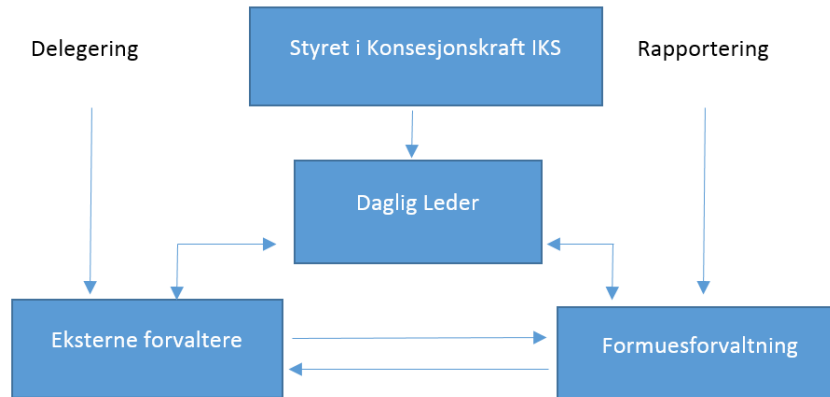 Delegering
Styret i Konsesjonskraft IKS
Rapportering
Daglig Leder
Eksterne forvaltere
Formuesforvaltning